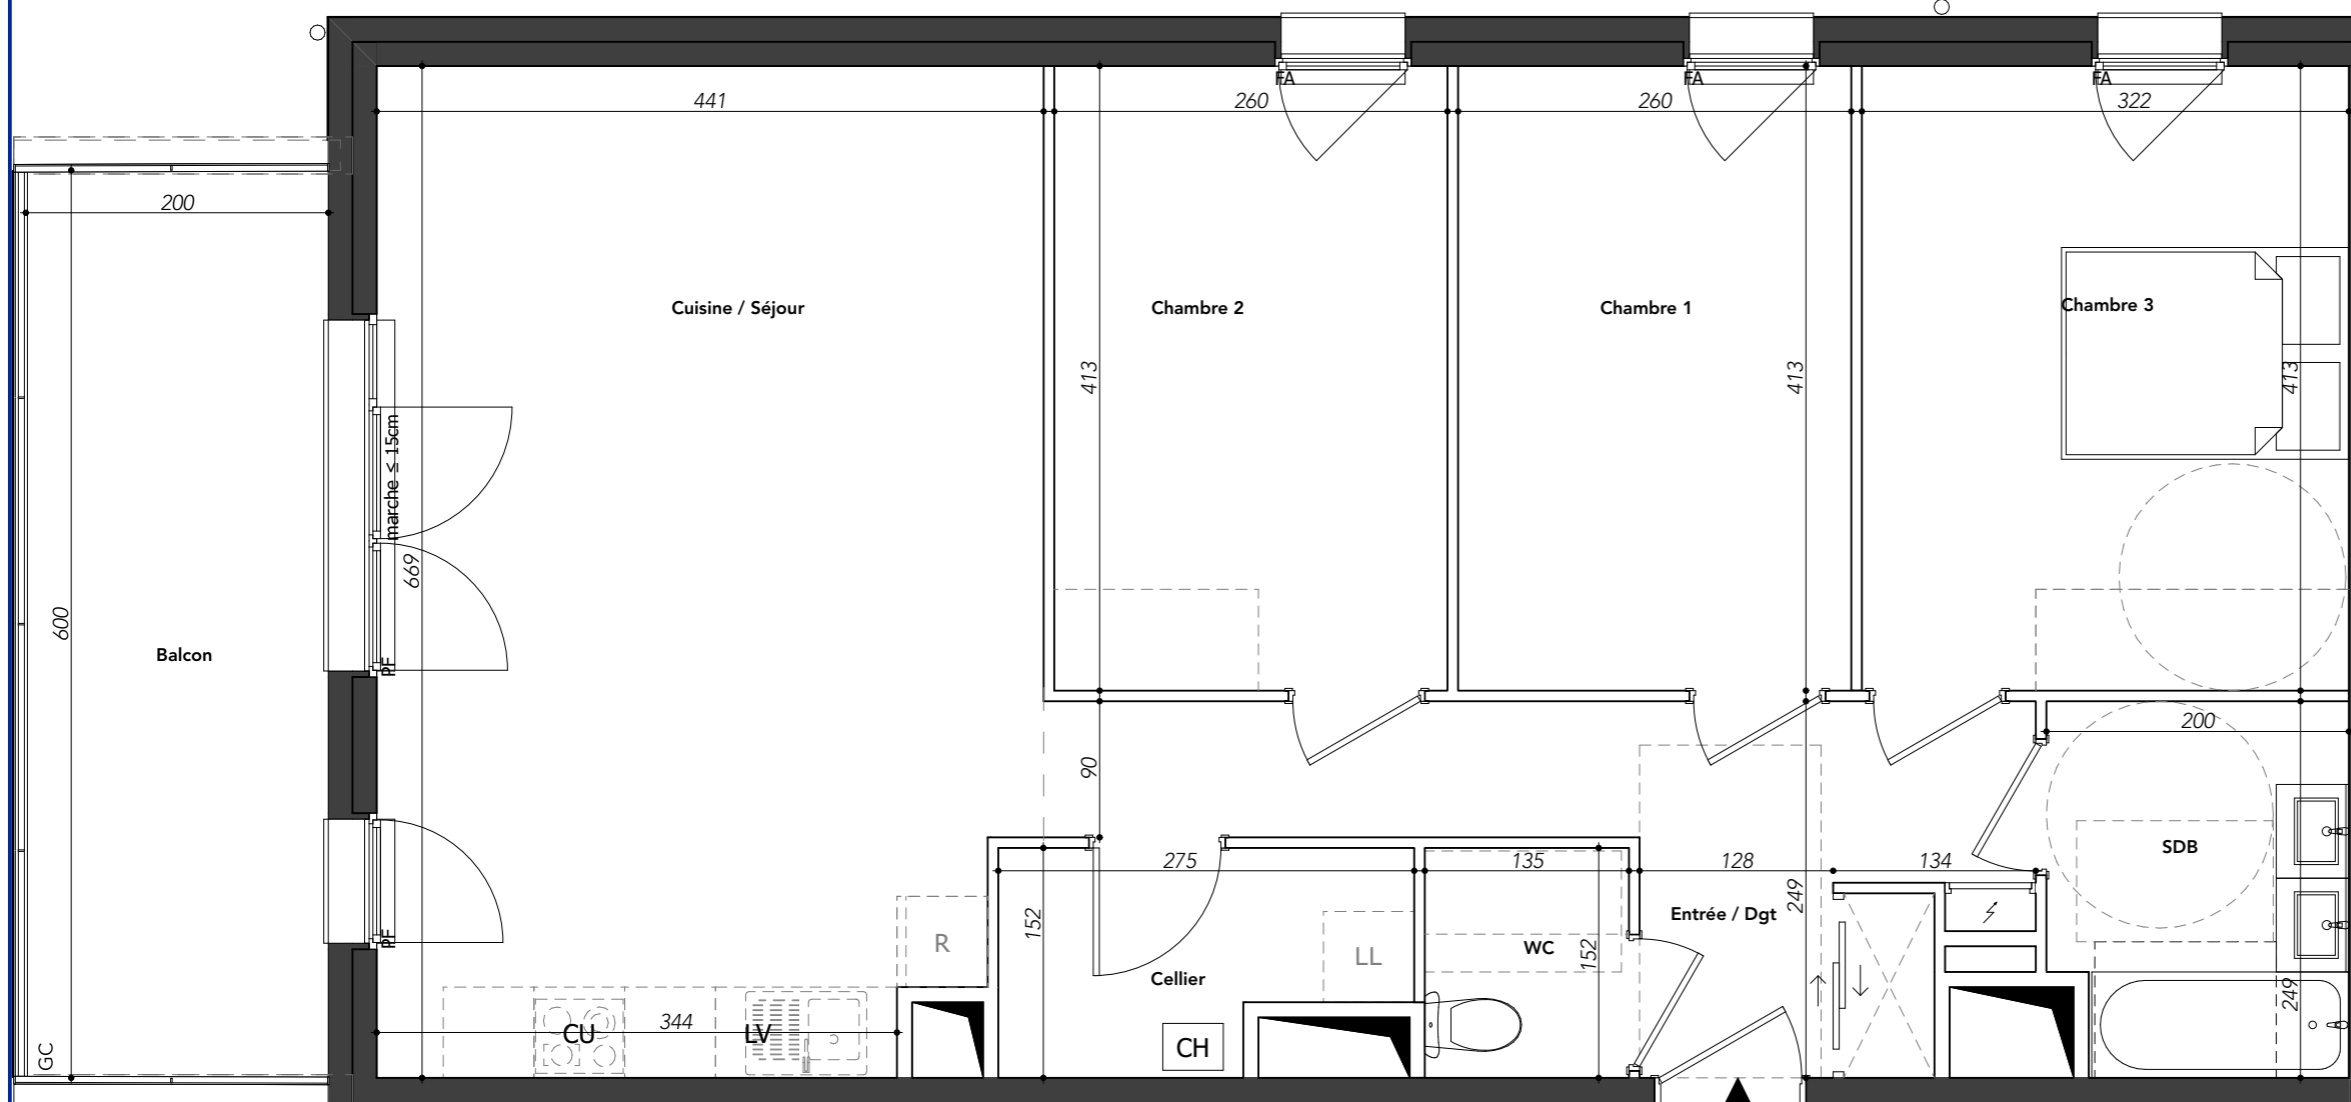 FA
FA
FA
441
260
260
322
200
Cuisine / Séjour
Chambre 2
Chambre 1
Chambre 3
413
413
413
marche ≤ 15cm
669
600
Balcon
PF
200
90
SDB
275
135
128
134
152
249
Entrée / Dgt
R
LL
WC
152
Cellier
PF
249
344
CU
LV
CH
GC